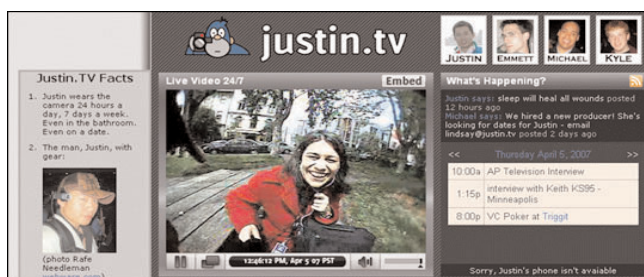 justin.tv
JUSTIN
EMMETT
MICHAEL
KYLE
Justin.TV Facts
1. Justin wears the
camera 24 hours a
day, 7 days a week.
Even in the bathroom.
Even on a date.
2. The man, Justin, with
gear:
(photo Rafe
Needleman
Live Video 24/7
Embed
12:46:12 PM, Apr 5 07 PST
What's Happening?
Justin says: sleep will heal all wounds posted
12 hours ago
Michael says: We hired a new producer! She's
looking for dates for Justin - email
lindsay@justin.tv posted 2 days ago
<< Thursday April 5, 2007 >>
10:00a AP Television Interview
1:15p interview with Keith KS95 -
Minneapolis
8:00p VC Poker at Triggit
Sorry, Justin's phone isn't available